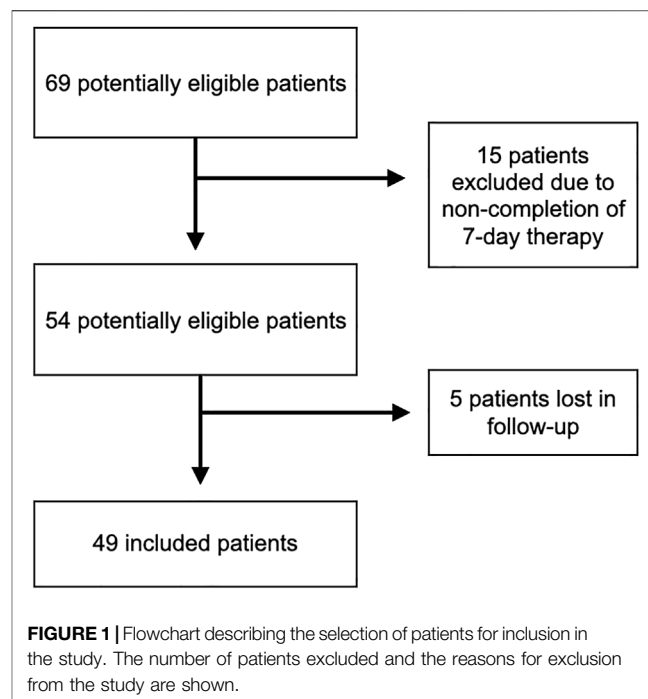 69 potentially eligible patients
15 patients
excluded due to
non-completion of
7-day therapy
54 potentially eligible patients
5 patients lost in
follow-up
49 included patients
FIGURE 1 | Flowchart describing the selection of patients for inclusion in
the study. The number of patients excluded and the reasons for exclusion
from the study are shown.